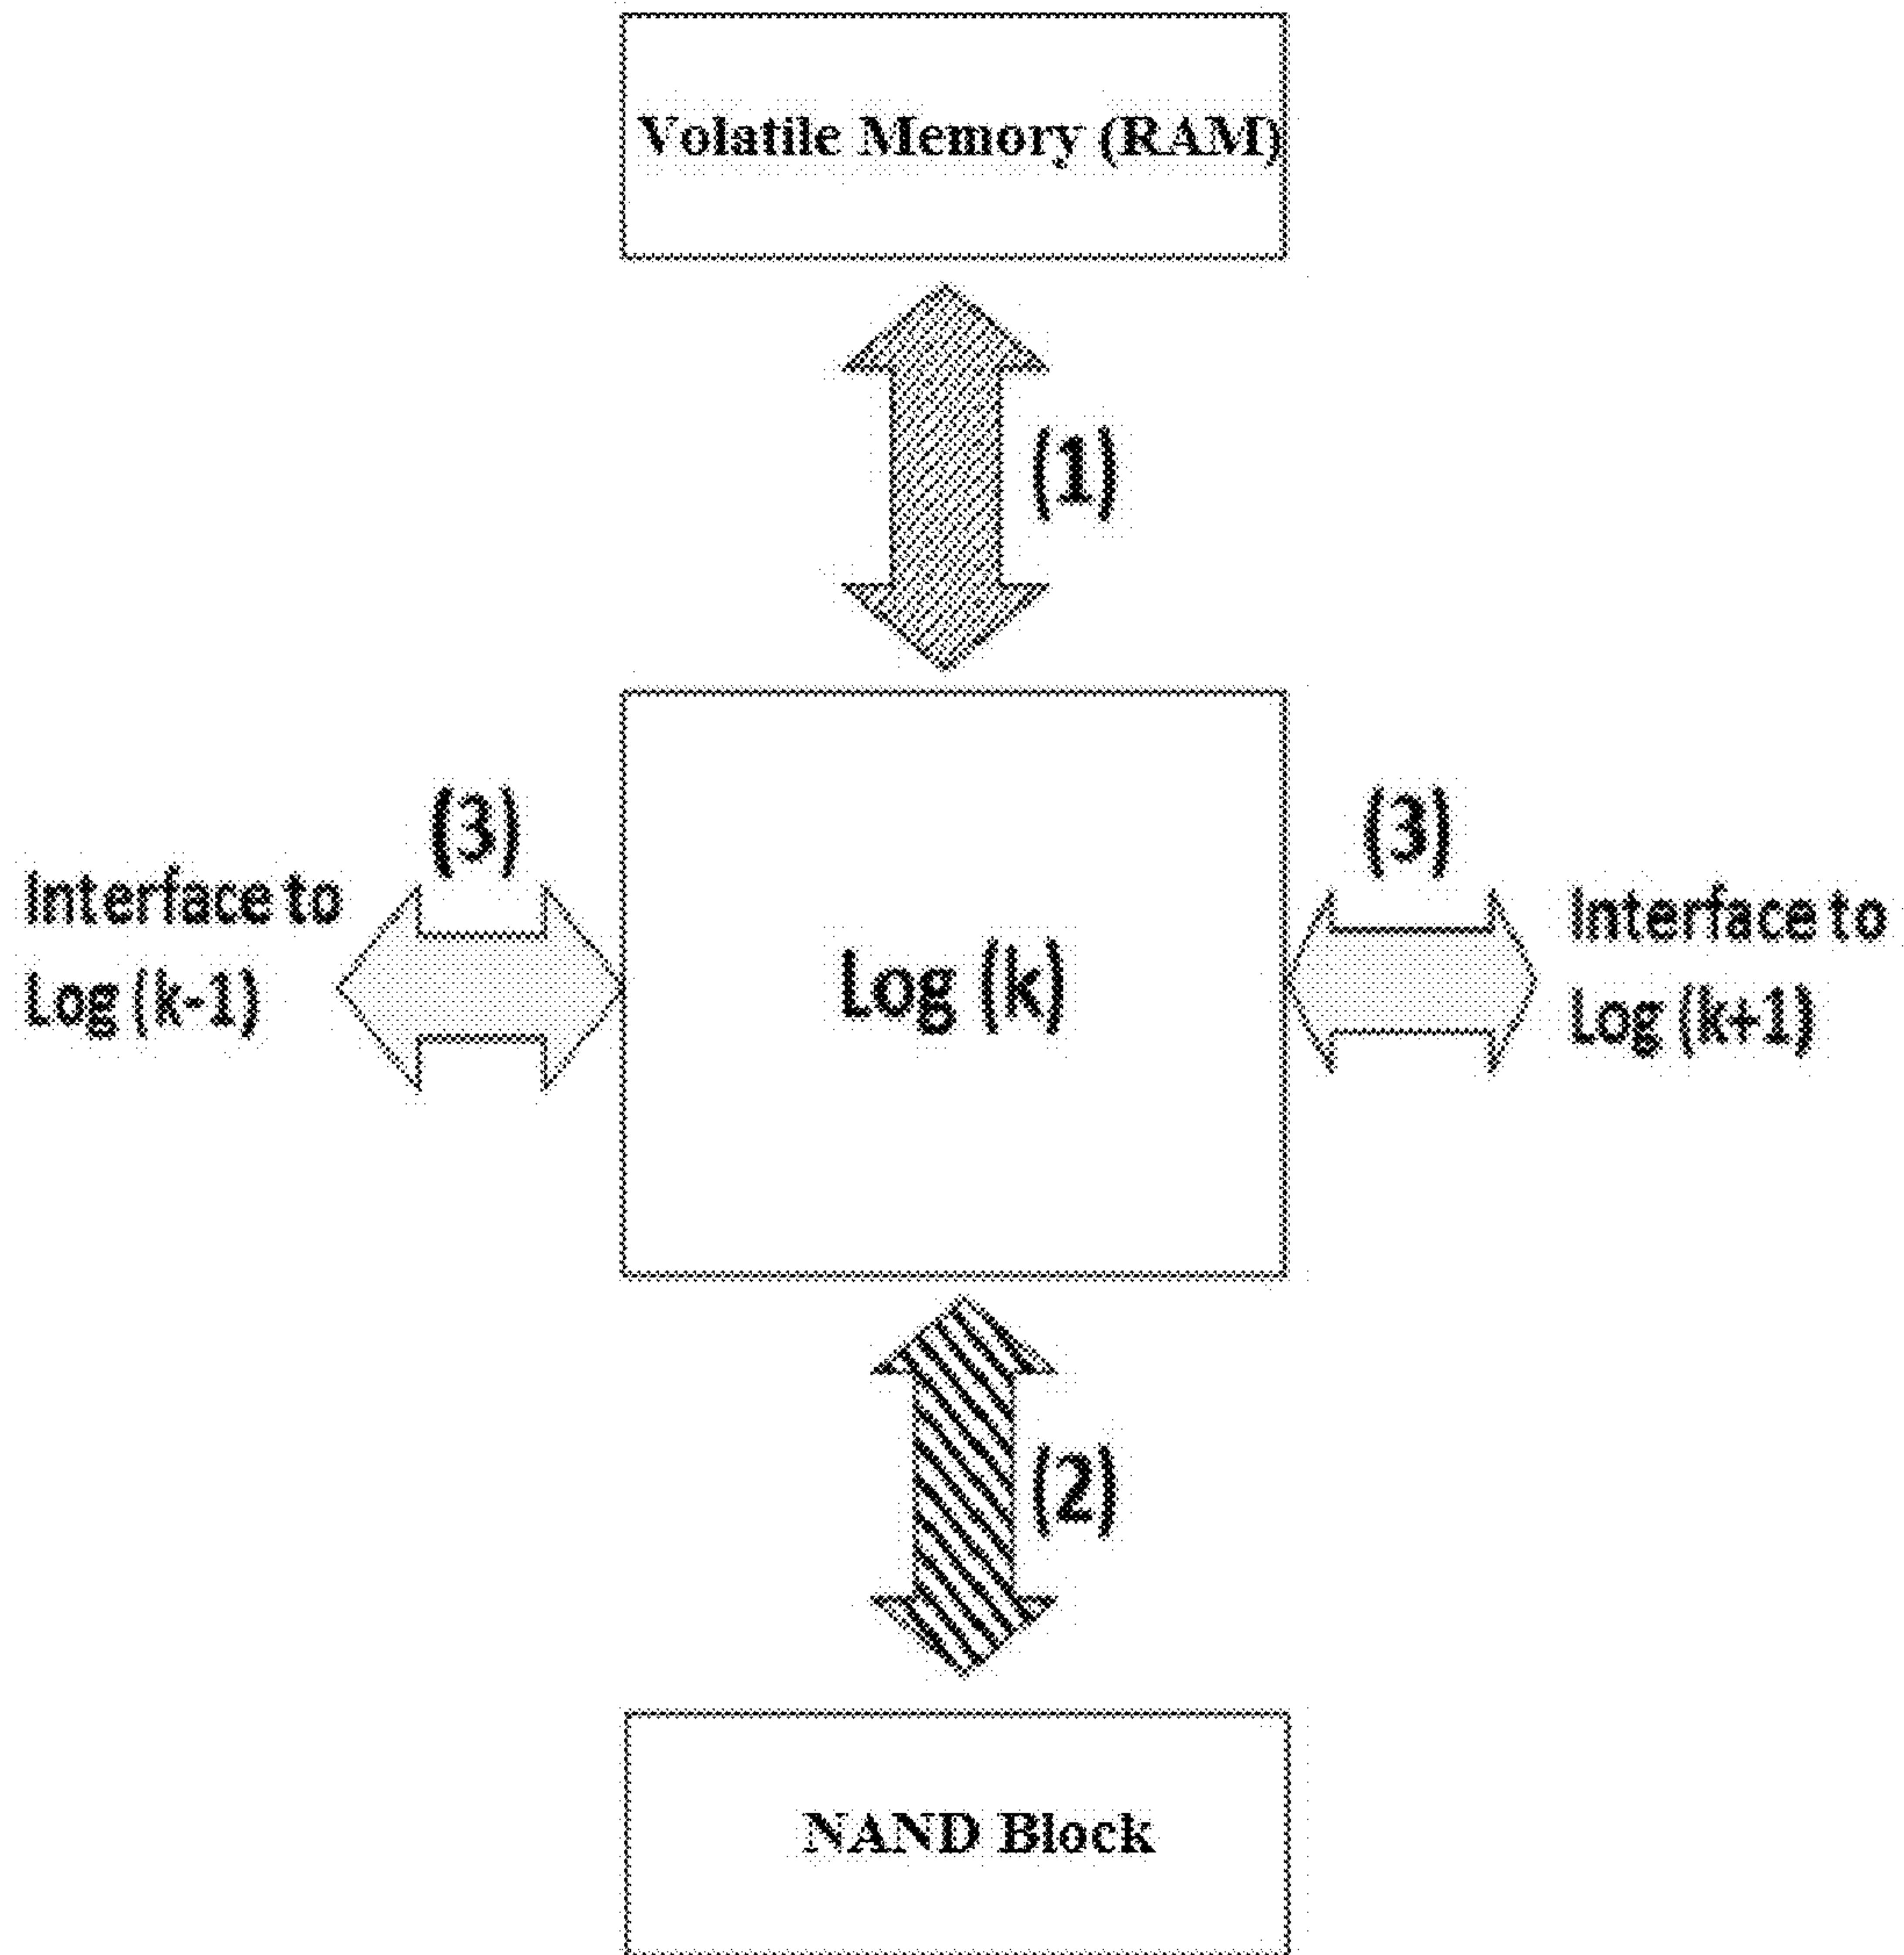 Volatile Memory (RAM)
(1)
(3)
(3)
Interface to
Log (k-1)
Log (k)
Interface to
Log (k+1)
(2)
NAND Block